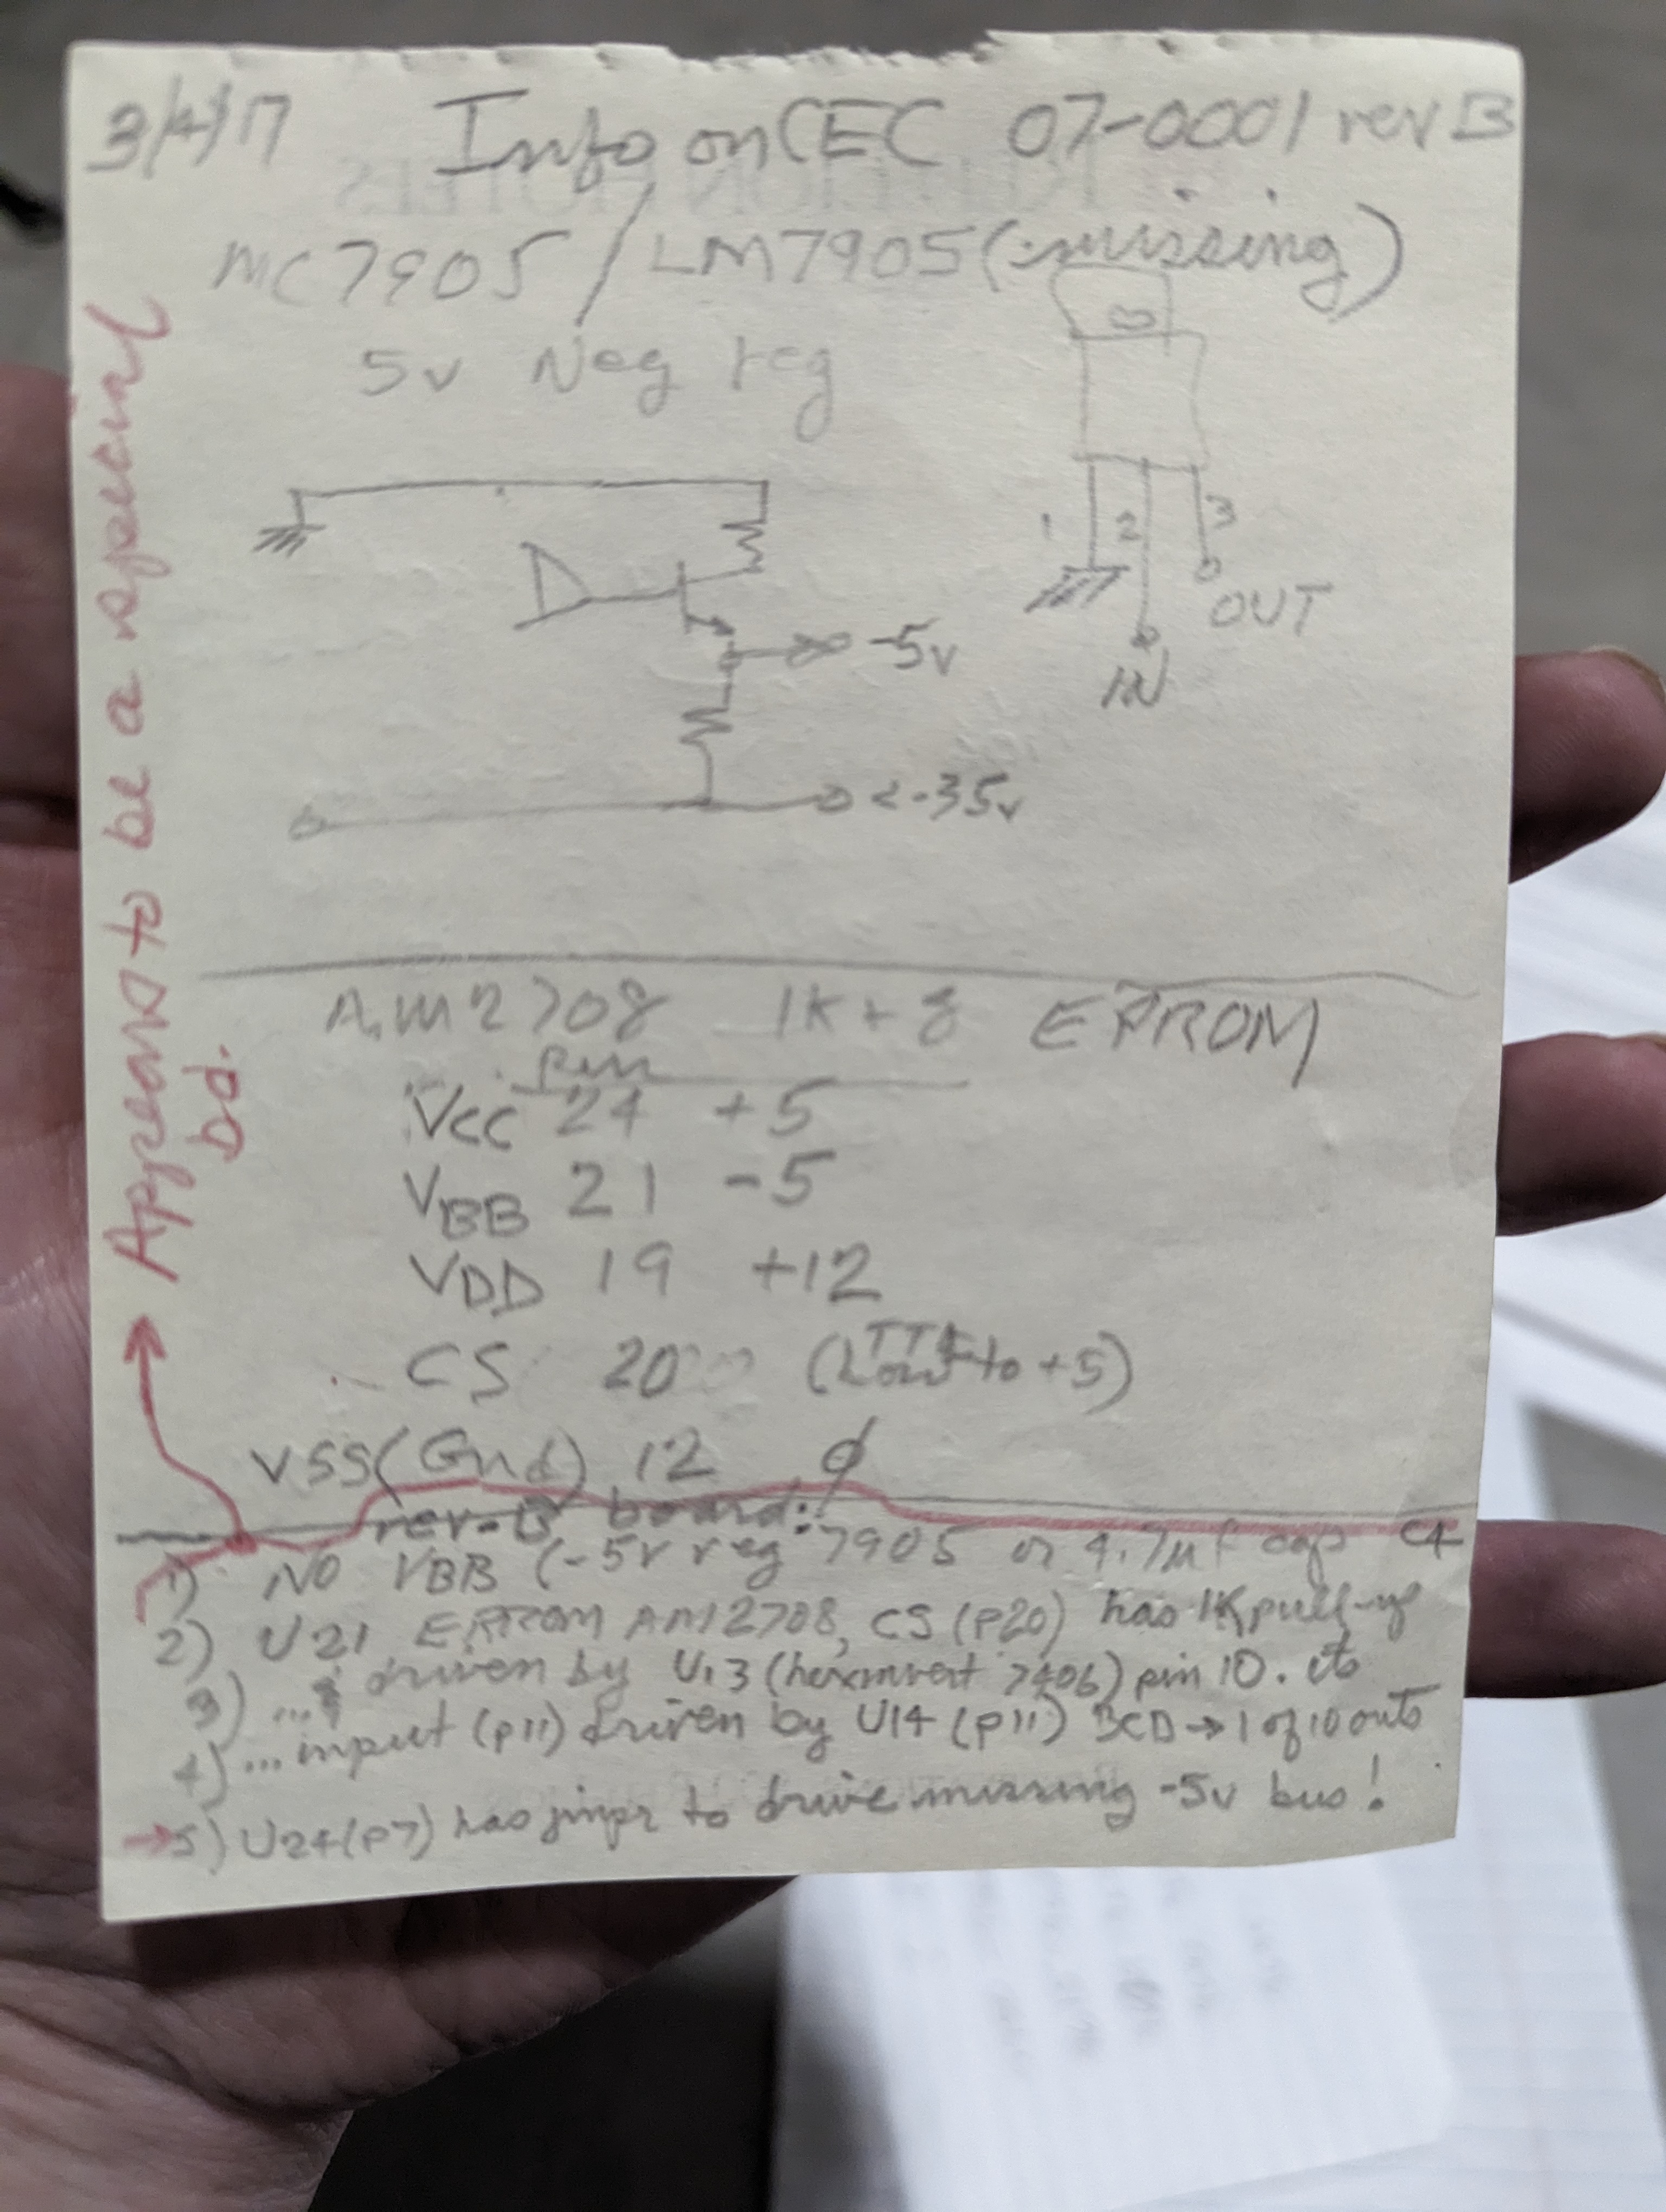 3/4/17 Info on CEC 07-0001 rev B
MC7905 / LM7905 (missing)
5v Neg reg
1 2 3
OUT
IN
-5v
<-35v
Appears to be a special
bd.
AM2708 1K+8 EPROM
Pin
VCC 24 +5
VBB 21 -5
VDD 19 +12
CS 20 (Low to +5)
TTL
VSS (Gnd) 12 ø
rev-B board:
1) NO VBB (-5v reg 7905 or 4.7µf cap C4
2) U21 EPROM AM2708, CS (p20) has 1K pull-up
3) ...& driven by U13 (hexinvert 7406) pin 10. its
4) ...input (p11) driven by U14 (p11) BCD → 1 of 10 outs
→5) U24 (p7) has jmpr to drive missing -5v bus!